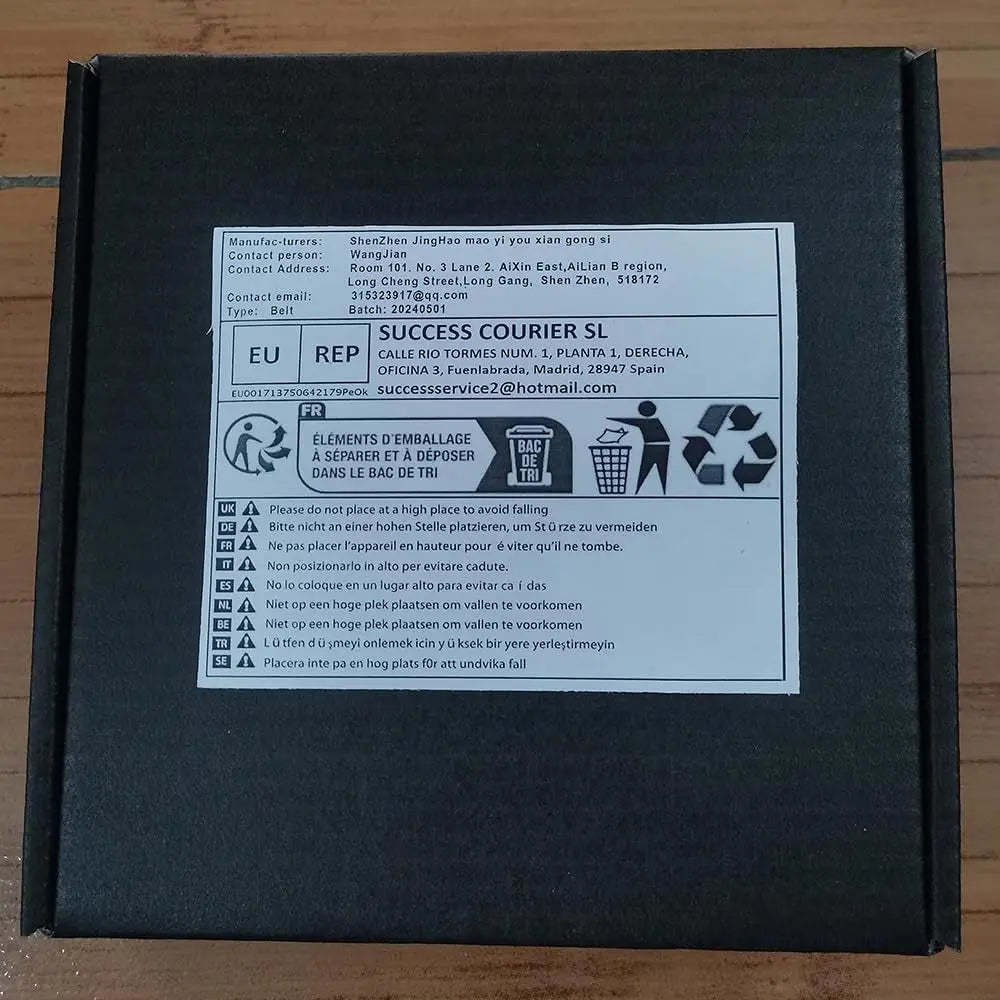 Manufac-turers: ShenZhen JingHao mao yi you xian gong si
Contact person: WangJian
Contact Address: Room 101. No. 3 Lane 2. AiXin East,AiLian B region,
Long Cheng Street,Long Gang, Shen Zhen, 518172
Contact email: 315323917@qq.com
Type: Belt Batch: 20240501
EU REP
SUCCESS COURIER SL
CALLE RIO TORMES NUM. 1, PLANTA 1, DERECHA,
OFICINA 3, Fuenlabrada, Madrid, 28947 Spain
EU001713750642179PeOk successservice2@hotmail.com
FR
ÉLÉMENTS D'EMBALLAGE
À SÉPARER ET À DÉPOSER
DANS LE BAC DE TRI
BAC
DE
TRI
UK Please do not place at a high place to avoid falling
DE Bitte nicht an einer hohen Stelle platzieren, um St ü rze zu vermeiden
FR Ne pas placer l'appareil en hauteur pour é viter qu'il ne tombe.
IT Non posizionarlo in alto per evitare cadute.
ES No lo coloque en un lugar alto para evitar ca í das
NL Niet op een hoge plek plaatsen om vallen te voorkomen
BE Niet op een hoge plek plaatsen om vallen te voorkomen
TR L ü tfen d ü şmeyi onlemek icin y ü ksek bir yere yerleştirmeyin
SE Placera inte pa en hog plats f0r att undvika fall